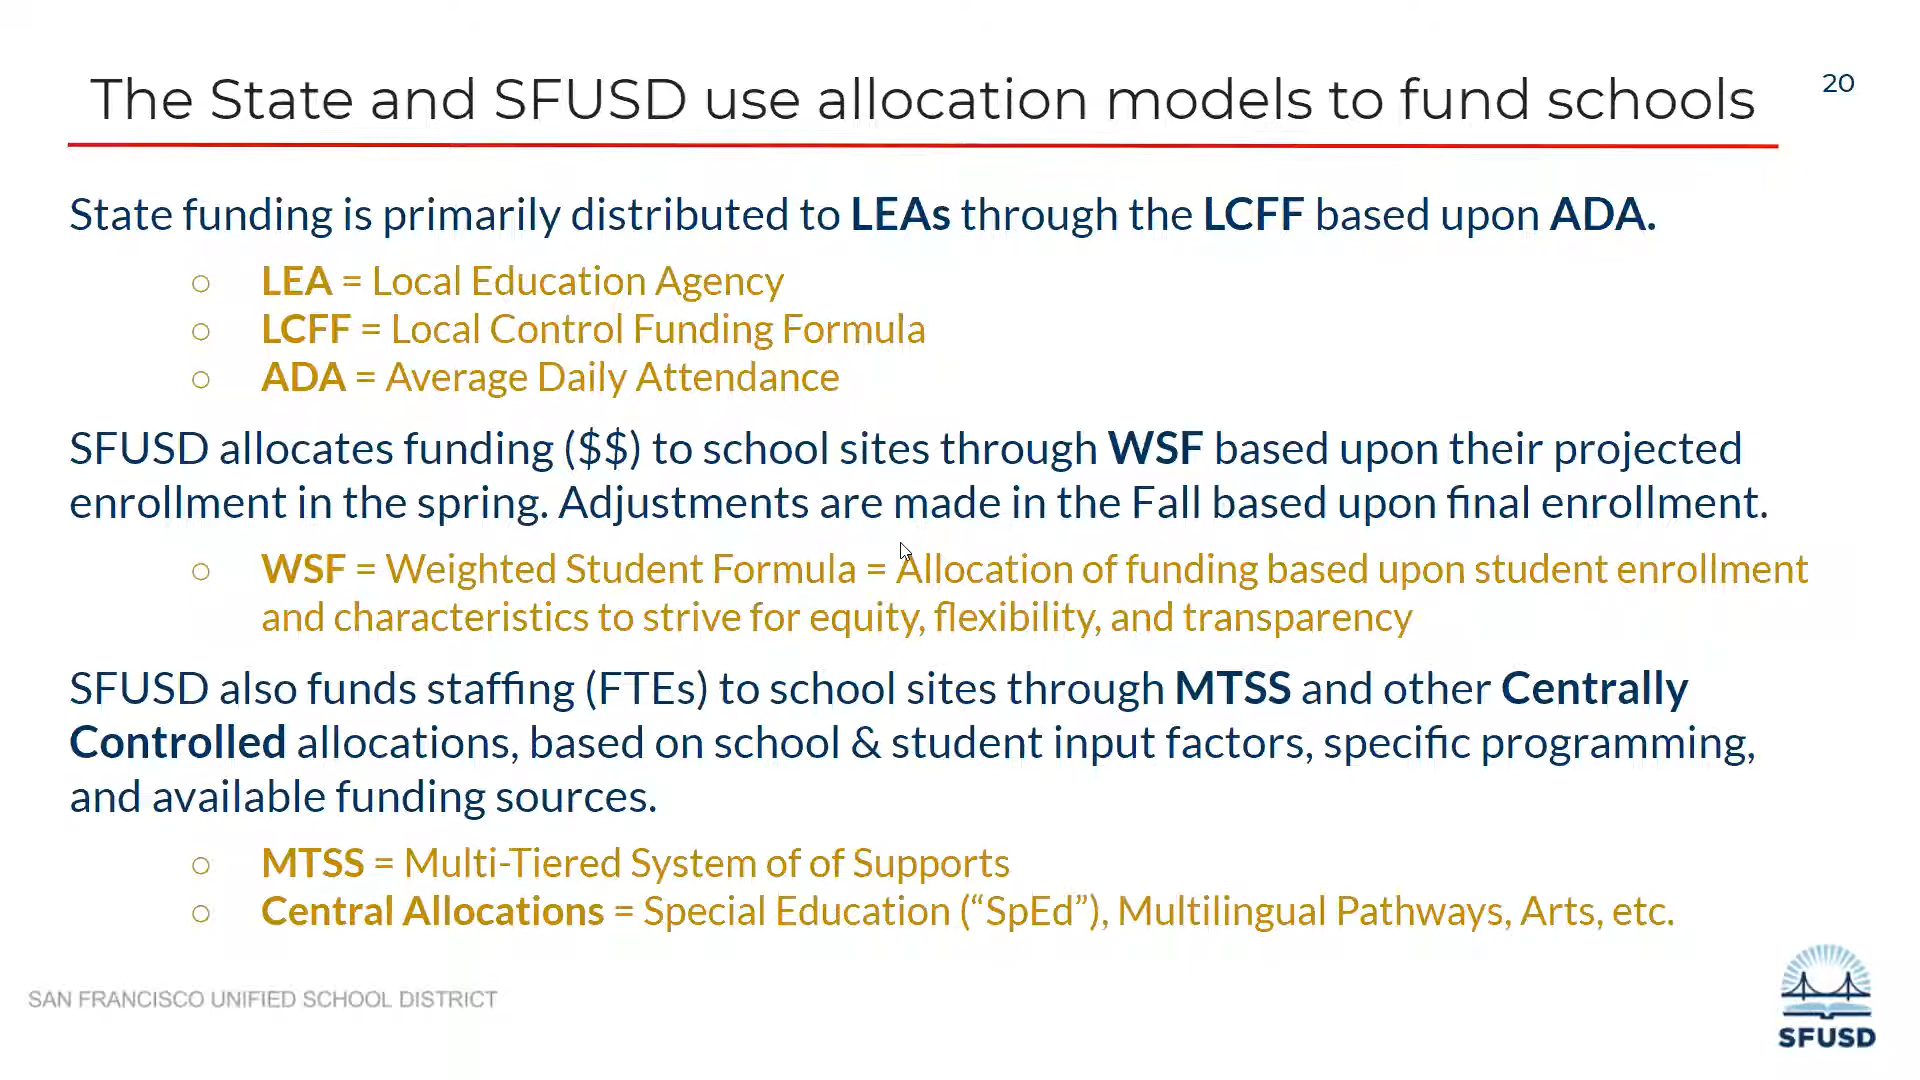 The State and SFUSD use allocation models to fund schools
20
State funding is primarily distributed to LEAs through the LCFF based upon ADA.
○ LEA = Local Education Agency
○ LCFF = Local Control Funding Formula
○ ADA = Average Daily Attendance
SFUSD allocates funding ($$) to school sites through WSF based upon their projected
enrollment in the spring. Adjustments are made in the Fall based upon final enrollment.
○ WSF = Weighted Student Formula = Allocation of funding based upon student enrollment
and characteristics to strive for equity, flexibility, and transparency
SFUSD also funds staffing (FTEs) to school sites through MTSS and other Centrally
Controlled allocations, based on school & student input factors, specific programming,
and available funding sources.
○ MTSS = Multi-Tiered System of of Supports
○ Central Allocations = Special Education (“SpEd”), Multilingual Pathways, Arts, etc.
SAN FRANCISCO UNIFIED SCHOOL DISTRICT
SFUSD